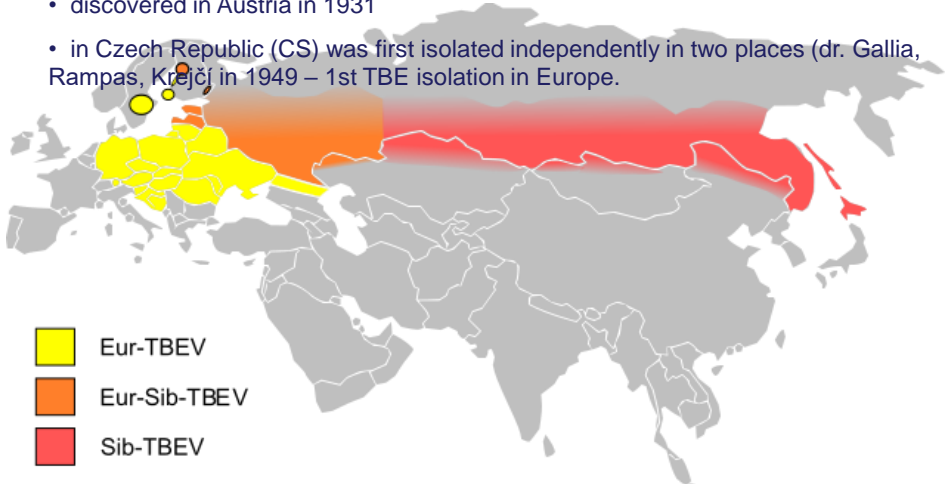 • discovered in Austria in 1931
• in Czech Republic (CS) was first isolated independently in two places (dr. Gallia,
Rampas, Krejčí in 1949 – 1st TBE isolation in Europe.
Eur-TBEV
Eur-Sib-TBEV
Sib-TBEV